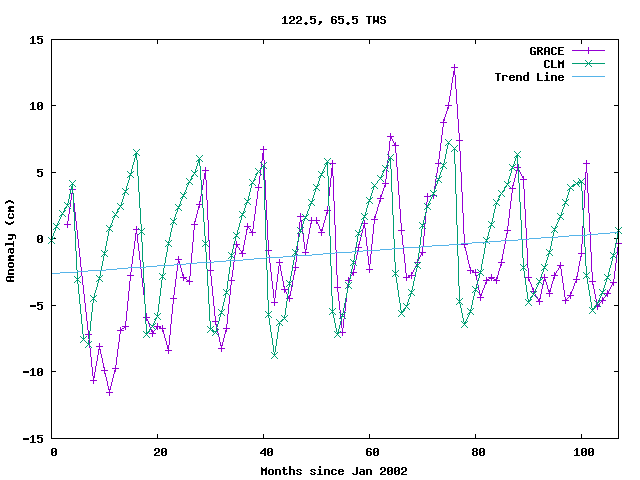 122.5, 65.5 TWS
GRACE
CLM
Trend Line
15
10
5
0
-5
-10
-15
Anomaly (cm)
0 20 40 60 80 100
Months since Jan 2002